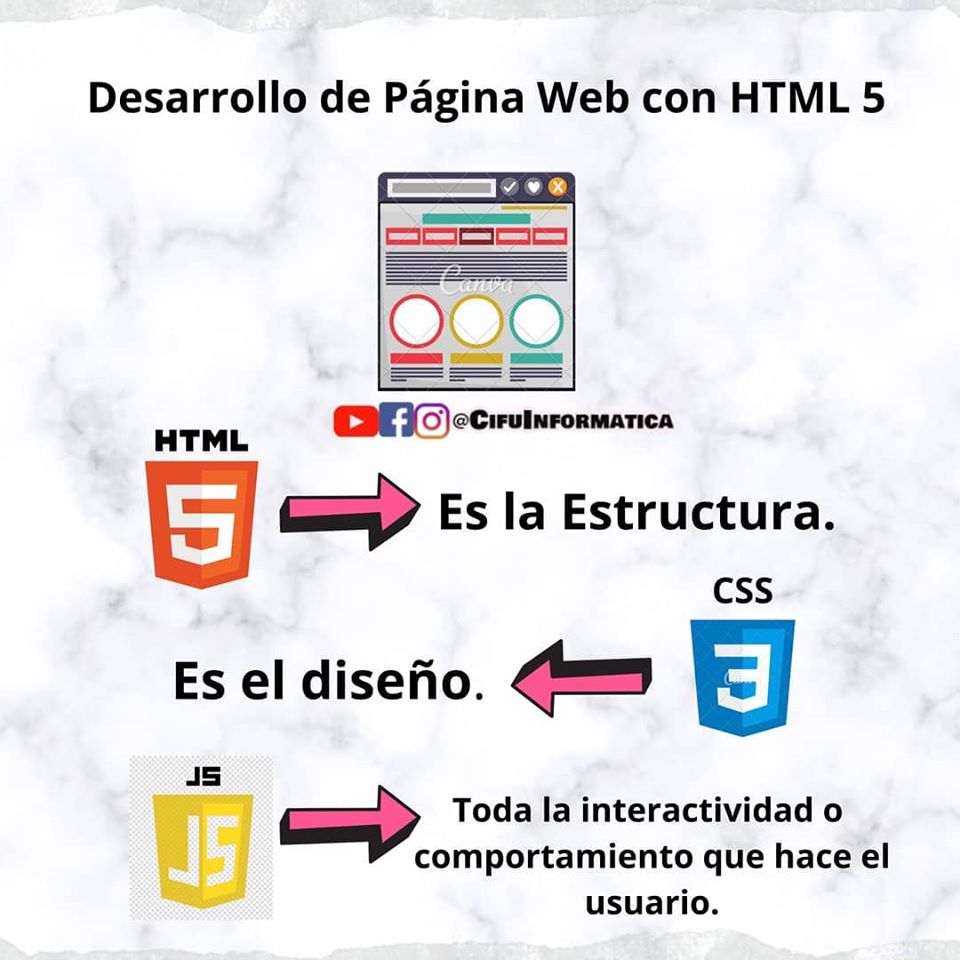 Desarrollo de Página Web con HTML 5
Canva
@CifuInformatica
HTML
5
Es la Estructura.
CSS
3
Es el diseño.
JS
JS
Toda la interactividad o
comportamiento que hace el
usuario.